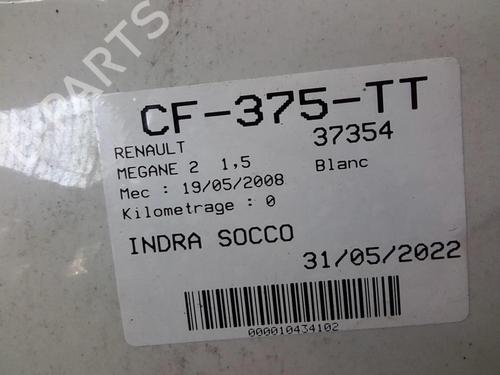 PARTS
CF-375-TT
RENAULT 37354
MEGANE 2 1,5 Blanc
Mec : 19/05/2008
Kilometrage : 0
INDRA SOCCO 31/05/2022
000010434102